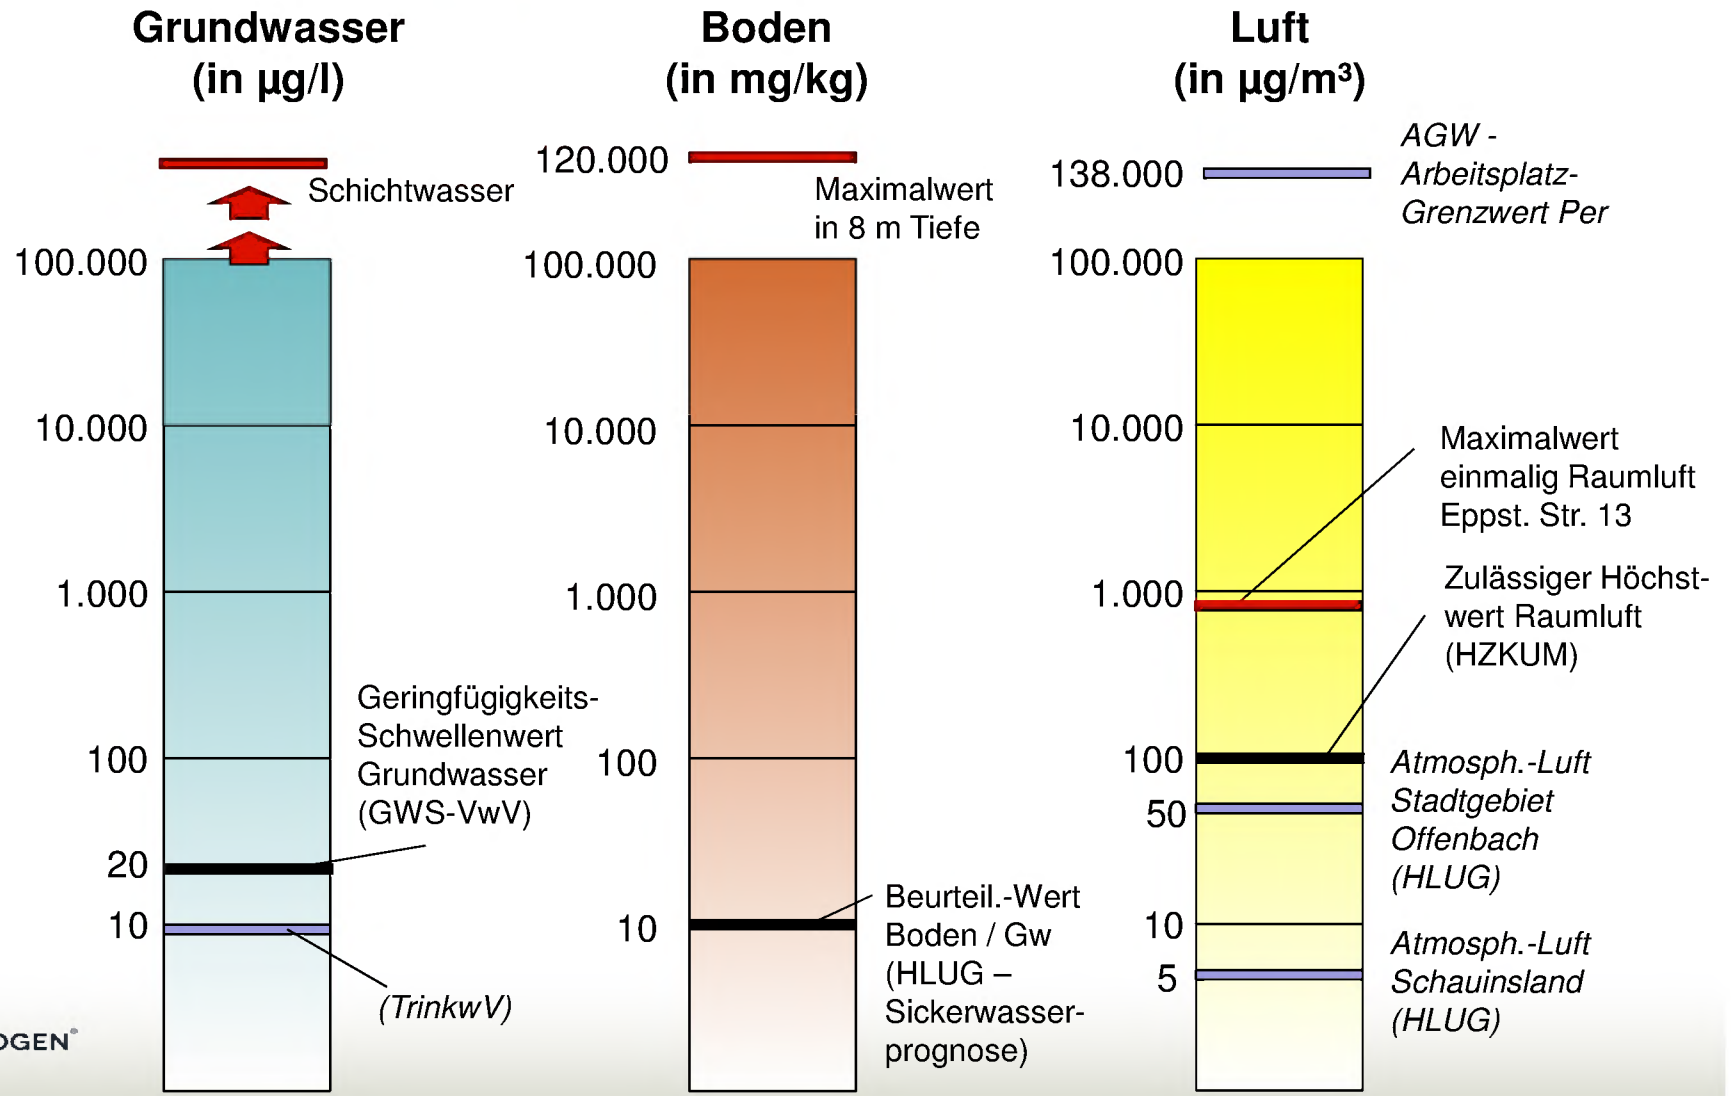 Grundwasser
(in µg/l)
Schichtwasser
100.000
10.000
1.000
Geringfügigkeits-
Schwellenwert
Grundwasser
(GWS-VwV)
100
20
10
(TrinkwV)
OGEN®
Boden
(in mg/kg)
120.000
Maximalwert
in 8 m Tiefe
100.000
10.000
1.000
100
10
Beurteil.-Wert
Boden / Gw
(HLUG –
Sickerwasser-
prognose)
Luft
(in µg/m³)
138.000
AGW -
Arbeitsplatz-
Grenzwert Per
100.000
10.000
Maximalwert
einmalig Raumluft
Eppst. Str. 13
1.000
Zulässiger Höchst-
wert Raumluft
(HZKUM)
100
50
Atmosph.-Luft
Stadtgebiet
Offenbach
(HLUG)
10
5
Atmosph.-Luft
Schauinsland
(HLUG)